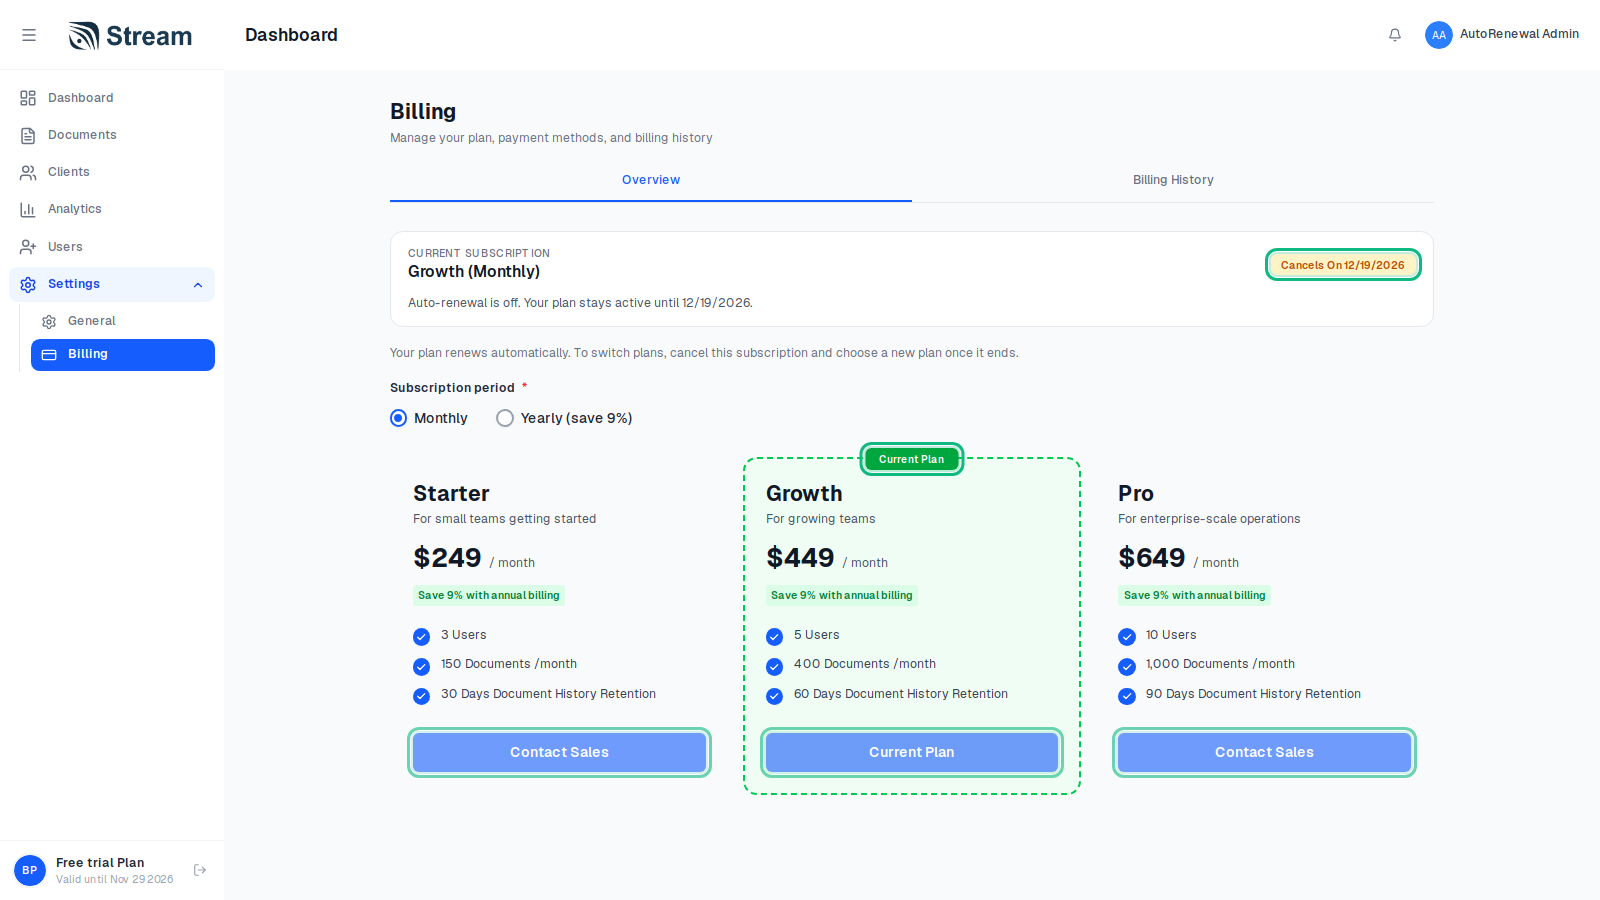 Stream
Dashboard
AA
AutoRenewal Admin
Dashboard
Documents
Clients
Analytics
Users
Settings
General
Billing
BP
Free trial Plan
Valid until Nov 29 2026
Billing
Manage your plan, payment methods, and billing history
Overview
Billing History
CURRENT SUBSCRIPTION
Growth (Monthly)
Cancels On 12/19/2026
Auto-renewal is off. Your plan stays active until 12/19/2026.
Your plan renews automatically. To switch plans, cancel this subscription and choose a new plan once it ends.
Subscription period *
Monthly
Yearly (save 9%)
Starter
For small teams getting started
$249 / month
Save 9% with annual billing
3 Users
150 Documents /month
30 Days Document History Retention
Contact Sales
Current Plan
Growth
For growing teams
$449 / month
Save 9% with annual billing
5 Users
400 Documents /month
60 Days Document History Retention
Current Plan
Pro
For enterprise-scale operations
$649 / month
Save 9% with annual billing
10 Users
1,000 Documents /month
90 Days Document History Retention
Contact Sales